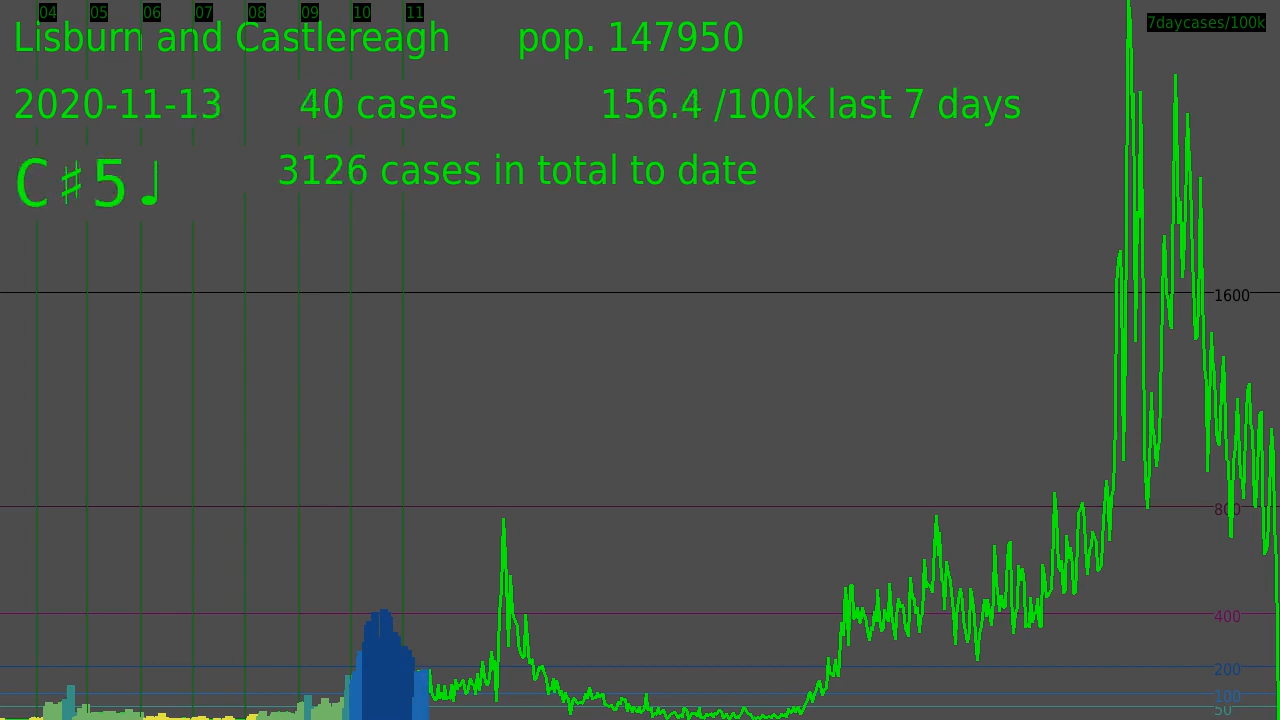 04 05 06 07 08 09 10 11
7daycases/100k
Lisburn and Castlereagh pop. 147950
2020-11-13 40 cases 156.4 /100k last 7 days
C♯5♩ 3126 cases in total to date
1600
800
400
200
100
50